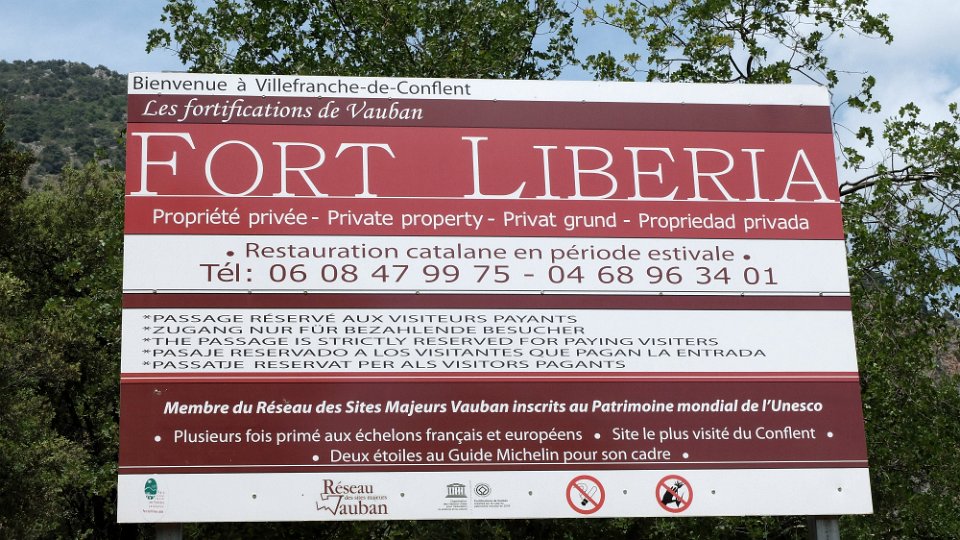 Bienvenue à Villefranche-de-Conflent
Les fortifications de Vauban
FORT LIBERIA
Propriété privée - Private property - Privat grund - Propriedad privada
• Restauration catalane en période estivale •
Tél: 06 08 47 99 75 - 04 68 96 34 01
*PASSAGE RÉSERVÉ AUX VISITEURS PAYANTS
*ZUGANG NUR FÜR BEZAHLENDE BESUCHER
*THE PASSAGE IS STRICTLY RESERVED FOR PAYING VISITERS
*PASAJE RESERVADO A LOS VISITANTES QUE PAGAN LA ENTRADA
*PASSATJE RESERVAT PER ALS VISITORS PAGANTS
Membre du Réseau des Sites Majeurs Vauban inscrits au Patrimoine mondial de l'Unesco
• Plusieurs fois primé aux échelons français et européens • Site le plus visité du Conflent •
• Deux étoiles au Guide Michelin pour son cadre •
Réseau
des sites majeurs
Vauban